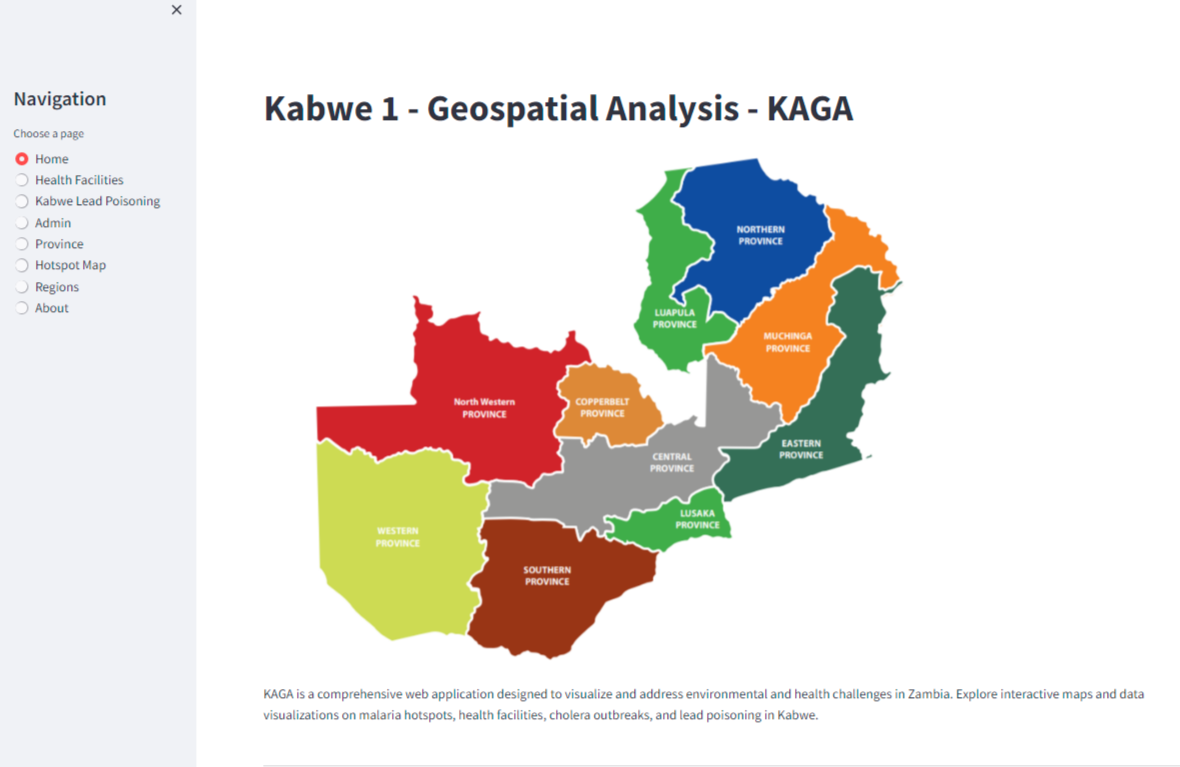 ×
Navigation
Choose a page
Home
Health Facilities
Kabwe Lead Poisoning
Admin
Province
Hotspot Map
Regions
About
Kabwe 1 - Geospatial Analysis - KAGA
NORTHERN
PROVINCE
LUAPULA
PROVINCE
MUCHINGA
PROVINCE
North Western
PROVINCE
COPPERBELT
PROVINCE
CENTRAL
PROVINCE
EASTERN
PROVINCE
LUSAKA
PROVINCE
WESTERN
PROVINCE
SOUTHERN
PROVINCE
KAGA is a comprehensive web application designed to visualize and address environmental and health challenges in Zambia. Explore interactive maps and data
visualizations on malaria hotspots, health facilities, cholera outbreaks, and lead poisoning in Kabwe.